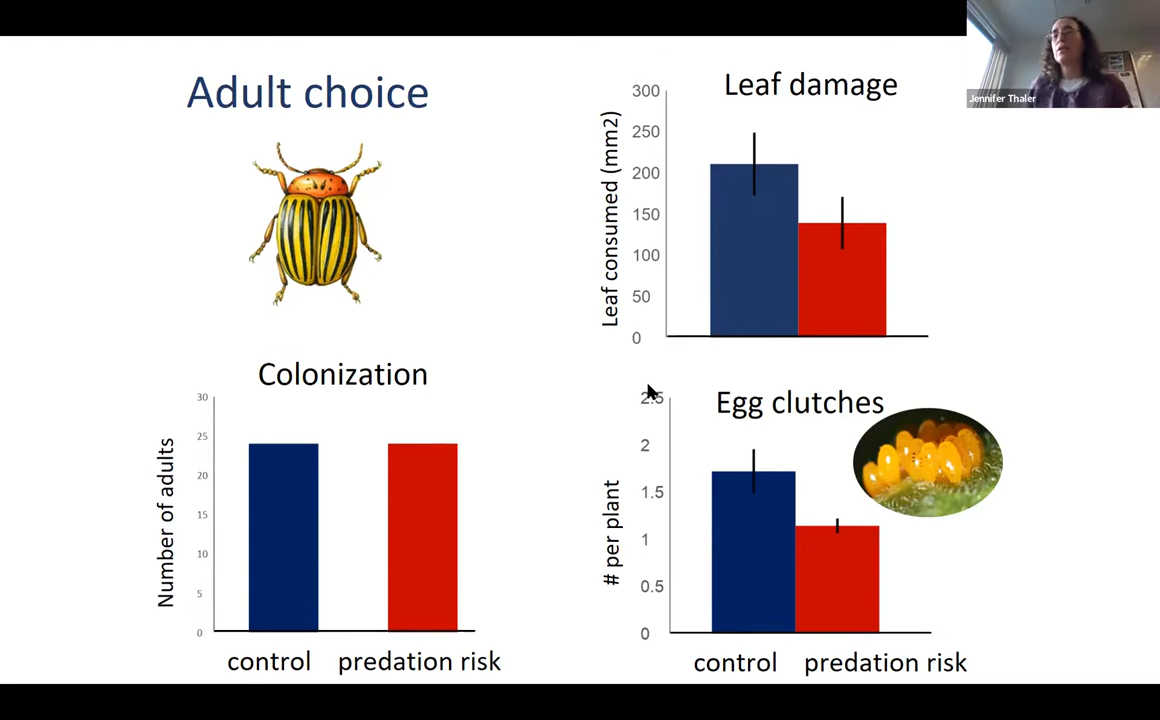 Adult choice
Colonization
Number of adults
30
25
20
15
10
5
0
control
predation risk
Leaf damage
Leaf consumed (mm2)
300
250
200
150
100
50
0
Egg clutches
# per plant
2.5
2
1.5
1
0.5
0
control
predation risk
Jennifer Thaler